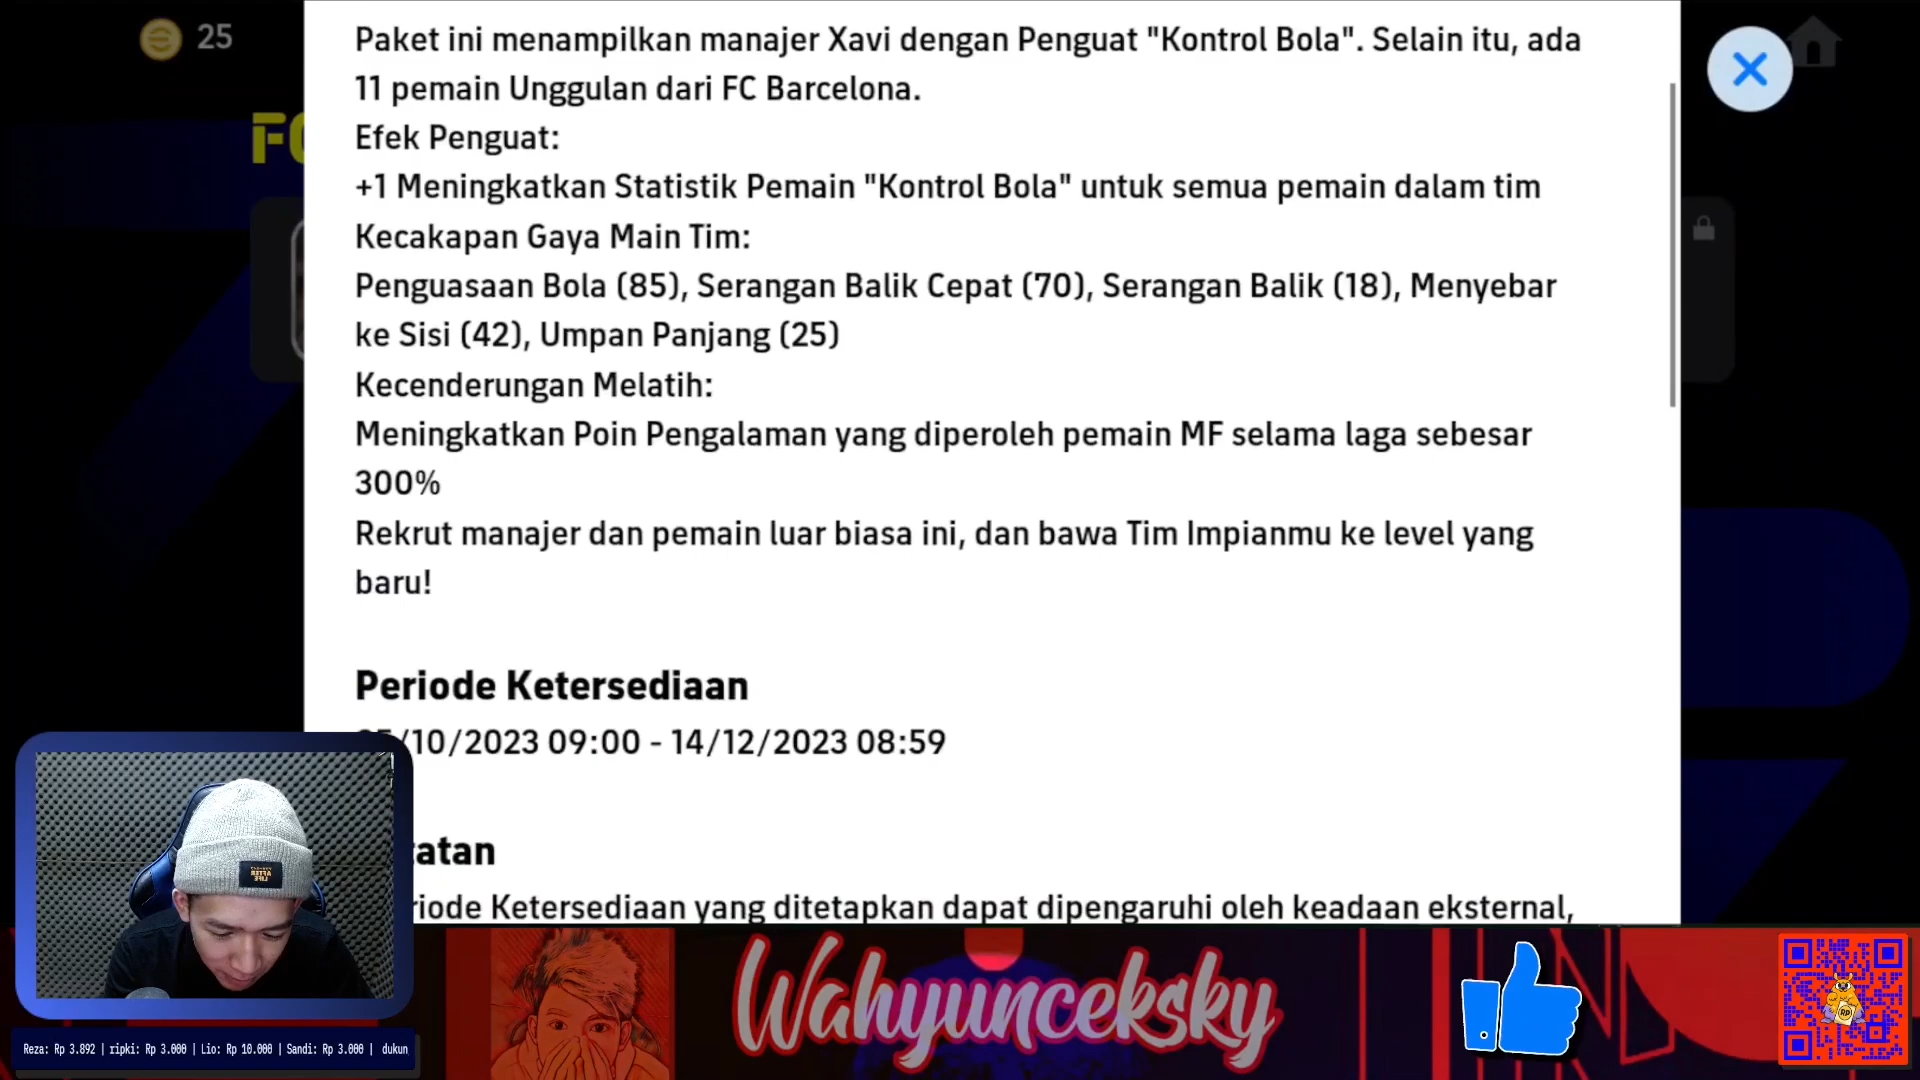 25
FC
Paket ini menampilkan manajer Xavi dengan Penguat "Kontrol Bola". Selain itu, ada
11 pemain Unggulan dari FC Barcelona.
Efek Penguat:
+1 Meningkatkan Statistik Pemain "Kontrol Bola" untuk semua pemain dalam tim
Kecakapan Gaya Main Tim:
Penguasaan Bola (85), Serangan Balik Cepat (70), Serangan Balik (18), Menyebar
ke Sisi (42), Umpan Panjang (25)
Kecenderungan Melatih:
Meningkatkan Poin Pengalaman yang diperoleh pemain MF selama laga sebesar
300%
Rekrut manajer dan pemain luar biasa ini, dan bawa Tim Impianmu ke level yang
baru!
Periode Ketersediaan
/10/2023 09:00 - 14/12/2023 08:59
tatan
riode Ketersediaan yang ditetapkan dapat dipengaruhi oleh keadaan eksternal,
AFTER
LIFE
Wahyunceksky
Rp
Reza: Rp 3.892 | ripki: Rp 3.000 | Lio: Rp 10.000 | Sandi: Rp 3.000 | dukun